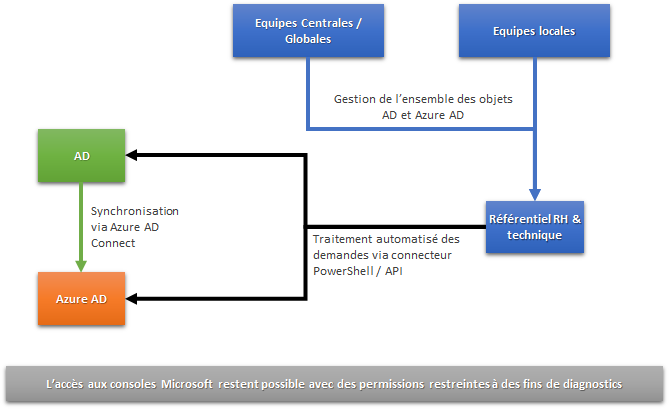 Equipes Centrales /
Globales
Equipes locales
Gestion de l'ensemble des objets
AD et Azure AD
AD
Synchronisation
via Azure AD
Connect
Référentiel RH &
technique
Traitement automatisé des
demandes via connecteur
PowerShell / API
Azure AD
L'accès aux consoles Microsoft restent possible avec des permissions restreintes à des fins de diagnostics